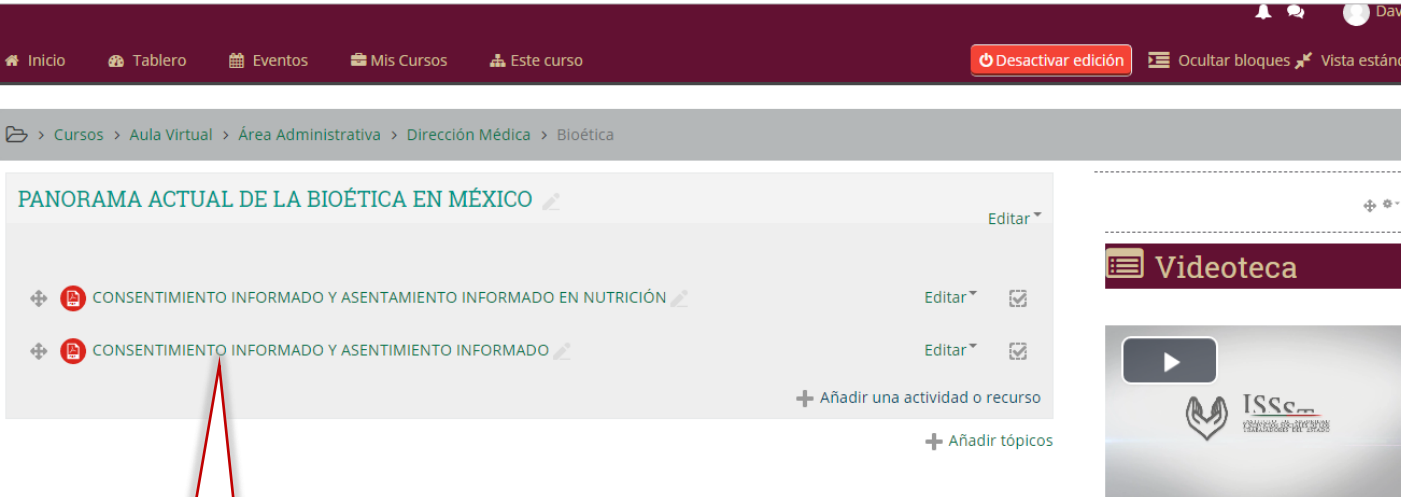 Dav
Inicio Tablero Eventos Mis Cursos Este curso Desactivar edición Ocultar bloques Vista estánd
> Cursos > Aula Virtual > Área Administrativa > Dirección Médica > Bioética
PANORAMA ACTUAL DE LA BIOÉTICA EN MÉXICO
Editar
Videoteca
CONSENTIMIENTO INFORMADO Y ASENTAMIENTO INFORMADO EN NUTRICIÓN Editar
CONSENTIMIENTO INFORMADO Y ASENTIMIENTO INFORMADO Editar
Añadir una actividad o recurso
Añadir tópicos